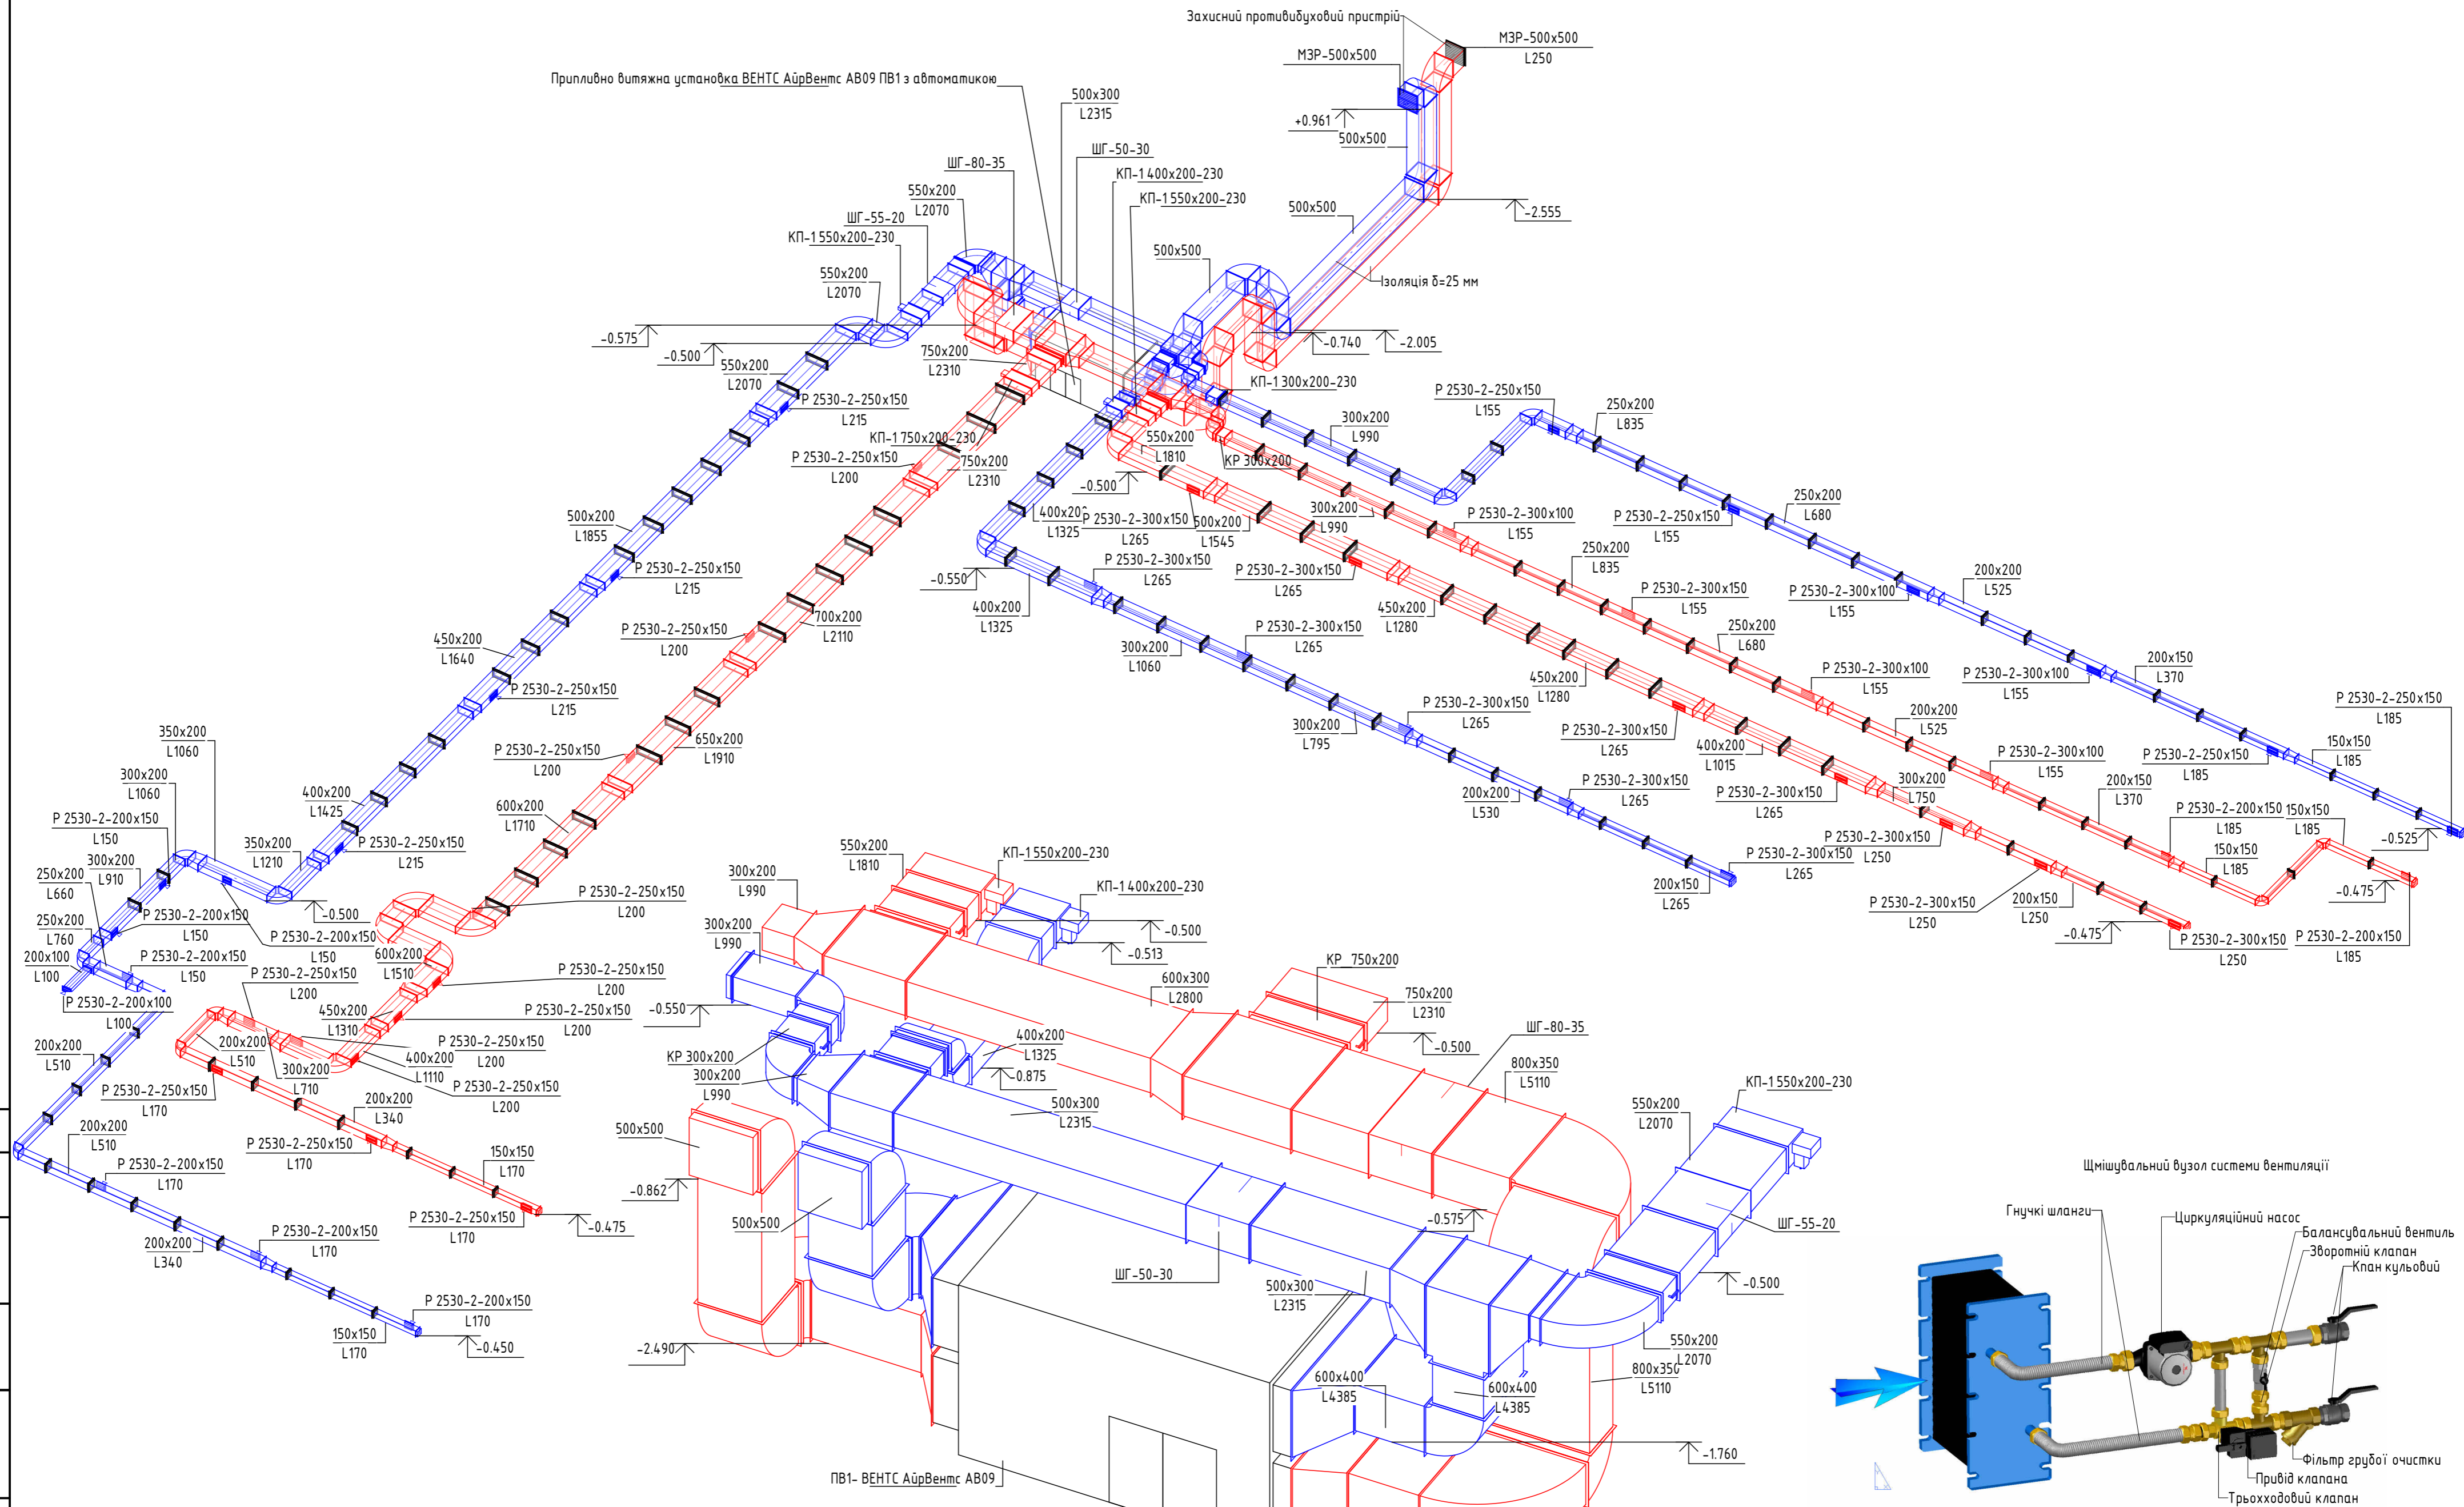 Захисний противибуховий пристрій
МЗР-500х500
L250
МЗР-500х500
Припливно витяжна установка ВЕНТС АйрВентс АВ09 ПВ1 з автоматикою
500х300
L2315
+0.961
500х500
ШГ-50-30
ШГ-80-35
КП-1 400х200-230
550х200
L2070
КП-1 550х200-230
500х500
-2.555
ШГ-55-20
КП-1 550х200-230
500х500
550х200
L2070
Ізоляція δ=25 мм
-0.575
-0.500
-0.740
-2.005
750х200
L2310
550х200
L2070
КП-1 300х200-230
Р 2530-2-250х150
L155
250х200
L835
Р 2530-2-250х150
L215
300х200
L990
КП-1 750х200-230
550х200
L1810
Р 2530-2-250х150
L200
750х200
L2310
КР 300х200
-0.500
250х200
L680
500х200
L1855
400х200
L1325
Р 2530-2-300х150
L265
500х200
L1545
300х200
L990
Р 2530-2-300х100
L155
Р 2530-2-250х150
L155
250х200
L835
Р 2530-2-250х150
L215
-0.550
Р 2530-2-300х150
L265
Р 2530-2-300х150
L265
200х200
L525
Р 2530-2-300х150
L155
Р 2530-2-300х100
L155
400х200
L1325
450х200
L1280
700х200
L2110
Р 2530-2-250х150
L200
250х200
L680
450х200
L1640
Р 2530-2-300х150
L265
300х200
L1060
200х150
L370
Р 2530-2-300х100
L155
Р 2530-2-300х100
L155
450х200
L1280
Р 2530-2-250х150
L215
Р 2530-2-250х150
L185
Р 2530-2-300х150
L265
200х200
L525
350х200
L1060
650х200
L1910
Р 2530-2-250х150
L200
300х200
L795
Р 2530-2-300х150
L265
400х200
L1015
Р 2530-2-300х100
L155
Р 2530-2-250х150
L185
150х150
L185
300х200
L1060
Р 2530-2-300х150
L265
300х200
L750
200х150
L370
400х200
L1425
200х200
L530
Р 2530-2-300х150
L265
Р 2530-2-200х150
L185
150х150
L185
Р 2530-2-200х150
L150
600х200
L1710
-0.525
350х200
L1210
Р 2530-2-250х150
L215
Р 2530-2-300х150
L250
Р 2530-2-300х150
L265
150х150
L185
300х200
L910
550х200
L1810
КП-1 550х200-230
250х200
L660
300х200
L990
КП-1 400х200-230
200х150
L265
-0.475
Р 2530-2-250х150
L200
200х150
L250
Р 2530-2-300х150
L250
-0.500
250х200
L760
Р 2530-2-200х150
L150
-0.475
Р 2530-2-300х150
L250
Р 2530-2-200х150
L185
Р 2530-2-200х150
L150
300х200
L990
-0.500
-0.513
200х100
L100
Р 2530-2-200х150
L150
600х200
L1510
Р 2530-2-250х150
L200
Р 2530-2-250х150
L200
КР 750х200
600х300
L2800
750х200
L2310
Р 2530-2-200х100
L100
450х200
L1310
Р 2530-2-250х150
L200
-0.550
ШГ-80-35
-0.500
200х200
L510
200х200
L510
Р 2530-2-250х150
L200
КР 300х200
400х200
L1325
800х350
L5110
300х200
L710
400х200
L1110
300х200
L990
-0.875
КП-1 550х200-230
Р 2530-2-250х150
L170
Р 2530-2-250х150
L200
200х200
L340
500х300
L2315
550х200
L2070
200х200
L510
500х500
Р 2530-2-250х150
L170
150х150
L170
Щмішувальний вузол системи вентиляції
Р 2530-2-200х150
L170
-0.862
Гнучкі шланги
Циркуляційний насос
Р 2530-2-250х150
L170
-0.475
500х500
-0.575
ШГ-55-20
Балансувальний вентиль
Зворотній клапан
Кпан кульовий
200х200
L340
Р 2530-2-200х150
L170
ШГ-50-30
500х300
L2315
-0.500
Р 2530-2-200х150
L170
150х150
L170
-0.450
-2.490
550х200
L2070
600х400
L4385
600х400
L4385
800х350
L5110
-1.760
ПВ1- ВЕНТС АйрВентс АВ09
Фільтр грубої очистки
Привід клапана
Трьохходовий клапан